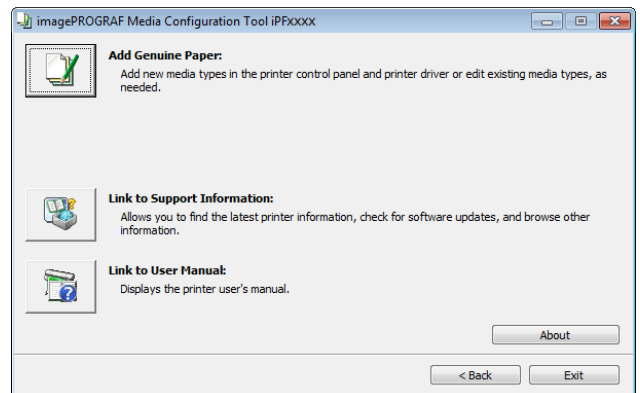 imagePROGRAF Media Configuration Tool iPFxxxx
Add Genuine Paper:
Add new media types in the printer control panel and printer driver or edit existing media types, as
needed.
Link to Support Information:
Allows you to find the latest printer information, check for software updates, and browse other
information.
Link to User Manual:
Displays the printer user's manual.
About
< Back
Exit